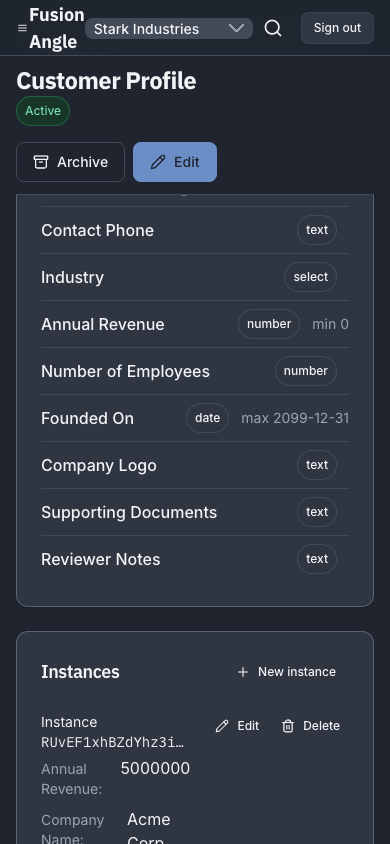 Fusion
Angle
Stark Industries
Sign out
Customer Profile
Active
Archive
Edit
Contact Phone text
Industry select
Annual Revenue number min 0
Number of Employees number
Founded On date max 2099-12-31
Company Logo text
Supporting Documents text
Reviewer Notes text
Instances
New instance
Instance
RUvEF1xhBZdYhz3i…
Edit
Delete
Annual
Revenue:
5000000
Company
Name:
Acme
Corp